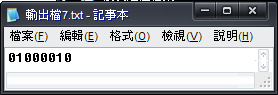 輸出檔7.txt - 記事本
檔案(F) 編輯(E) 格式(O) 檢視(V) 說明(H)
01000010